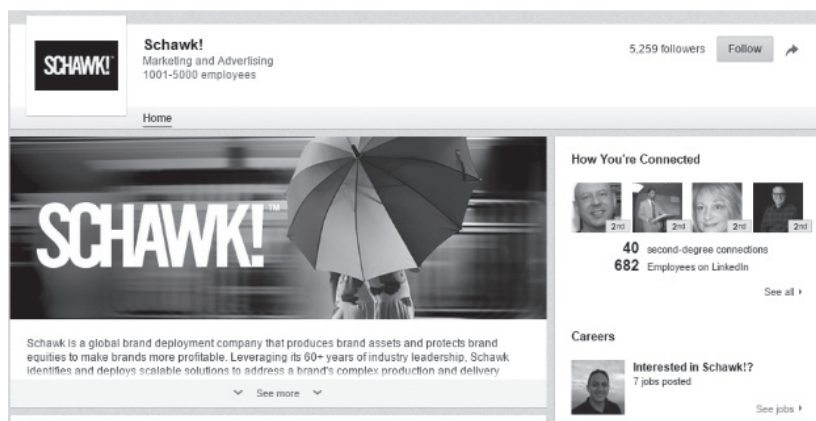 SCHAWK!
Schawk!
Marketing and Advertising
1001-5000 employees
5,259 followers
Follow
Home
SCHAWK!™
Schawk is a global brand deployment company that produces brand assets and protects brand
equities to make brands more profitable. Leveraging its 60+ years of industry leadership, Schawk
identifies and deploys scalable solutions to address a brand's complex production and delivery
See more
How You're Connected
2nd 2nd 2nd 2nd
40 second-degree connections
682 Employees on LinkedIn
See all
Careers
Interested in Schawk!?
7 jobs posted
See jobs